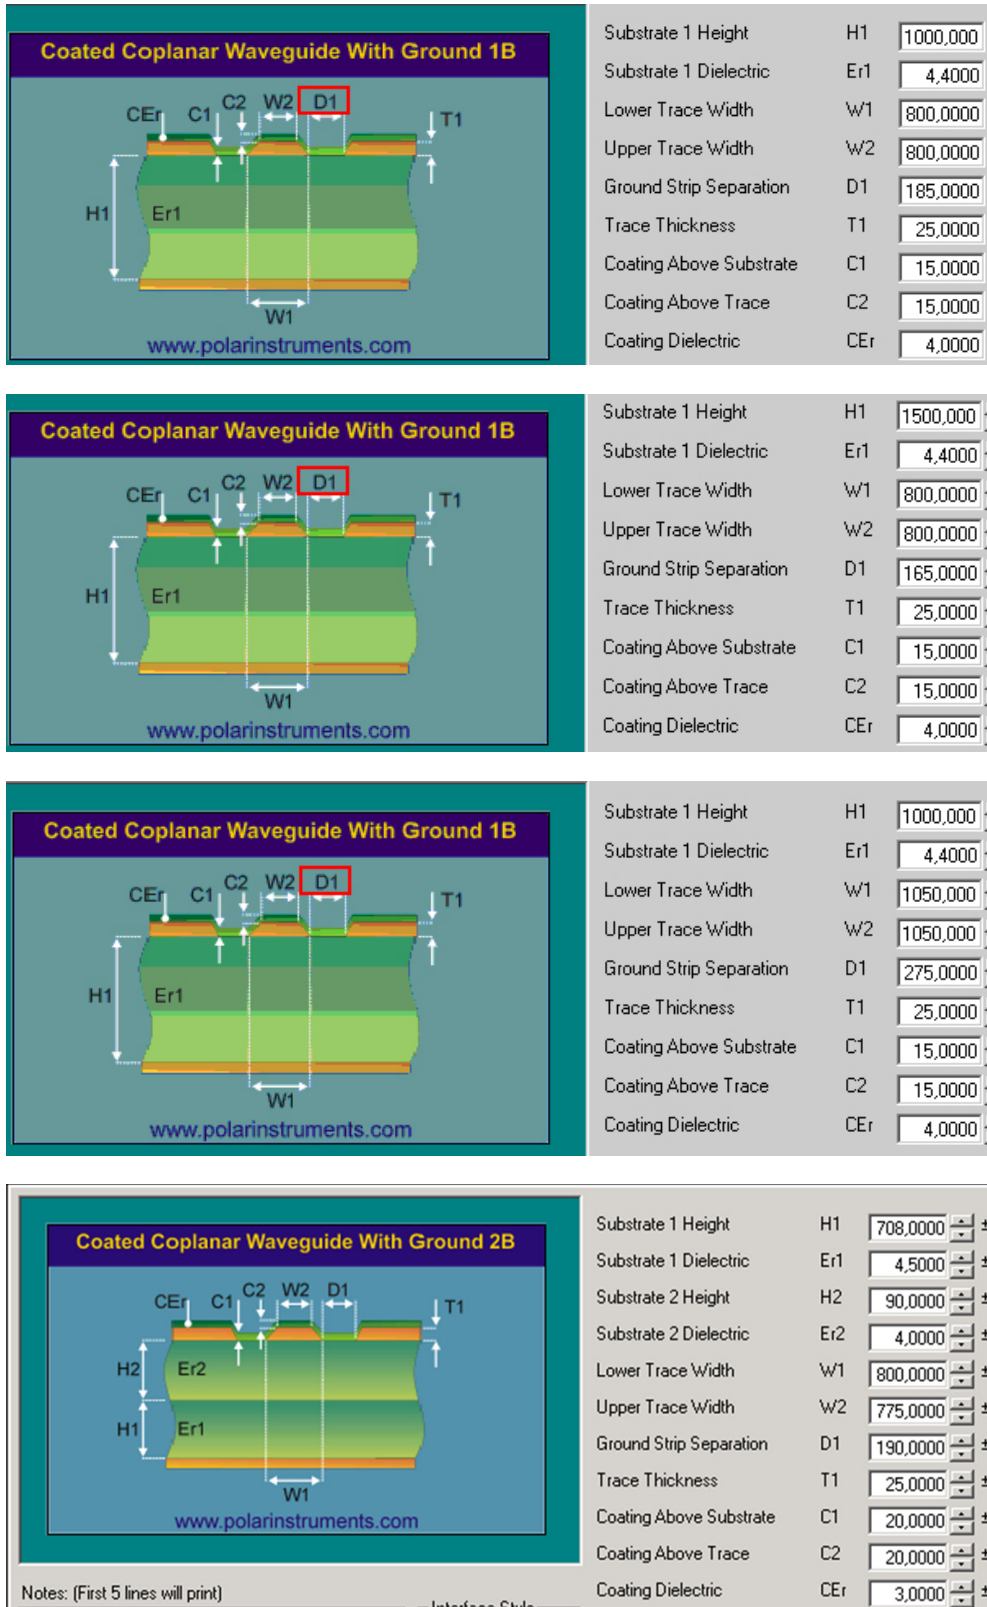 Coated Coplanar Waveguide With Ground 1B
CEr C1 C2 W2 D1 T1
H1 Er1
W1
www.polarinstruments.com
Substrate 1 Height H1 1000,000
Substrate 1 Dielectric Er1 4,4000
Lower Trace Width W1 800,0000
Upper Trace Width W2 800,0000
Ground Strip Separation D1 185,0000
Trace Thickness T1 25,0000
Coating Above Substrate C1 15,0000
Coating Above Trace C2 15,0000
Coating Dielectric CEr 4,0000
Coated Coplanar Waveguide With Ground 1B
CEr C1 C2 W2 D1 T1
H1 Er1
W1
www.polarinstruments.com
Substrate 1 Height H1 1500,000
Substrate 1 Dielectric Er1 4,4000
Lower Trace Width W1 800,0000
Upper Trace Width W2 800,0000
Ground Strip Separation D1 165,0000
Trace Thickness T1 25,0000
Coating Above Substrate C1 15,0000
Coating Above Trace C2 15,0000
Coating Dielectric CEr 4,0000
Coated Coplanar Waveguide With Ground 1B
CEr C1 C2 W2 D1 T1
H1 Er1
W1
www.polarinstruments.com
Substrate 1 Height H1 1000,000
Substrate 1 Dielectric Er1 4,4000
Lower Trace Width W1 1050,000
Upper Trace Width W2 1050,000
Ground Strip Separation D1 275,0000
Trace Thickness T1 25,0000
Coating Above Substrate C1 15,0000
Coating Above Trace C2 15,0000
Coating Dielectric CEr 4,0000
Coated Coplanar Waveguide With Ground 2B
CEr C1 C2 W2 D1 T1
H2 Er2
H1 Er1
W1
www.polarinstruments.com
Substrate 1 Height H1 708,0000 ±
Substrate 1 Dielectric Er1 4,5000 ±
Substrate 2 Height H2 90,0000 ±
Substrate 2 Dielectric Er2 4,0000 ±
Lower Trace Width W1 800,0000 ±
Upper Trace Width W2 775,0000 ±
Ground Strip Separation D1 190,0000 ±
Trace Thickness T1 25,0000 ±
Coating Above Substrate C1 20,0000 ±
Coating Above Trace C2 20,0000 ±
Coating Dielectric CEr 3,0000 ±
Notes: (First 5 lines will print)
Interface Style